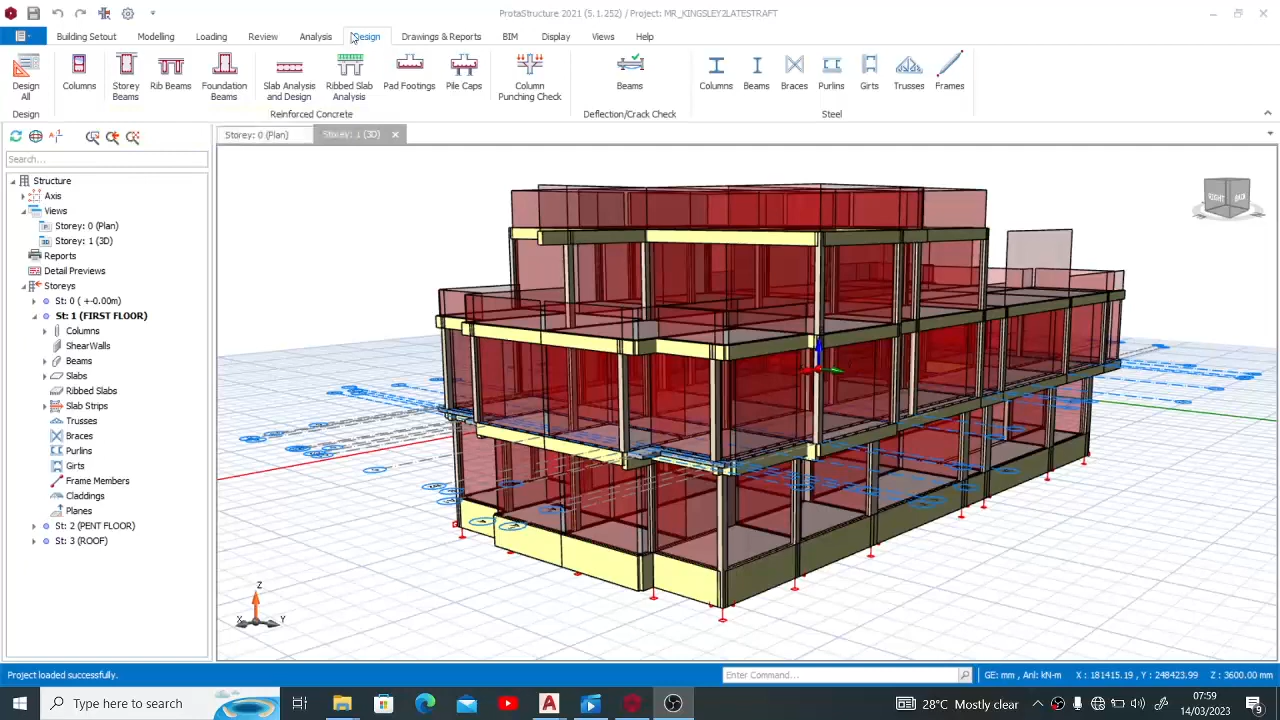 ProtaStructure 2021 (5.1.252) / Project: MR_KINGSLEY2LATESTRAFT
Building Setout Modelling Loading Review Analysis Design Drawings & Reports BIM Display Views Help
Design All
Columns
Storey Beams
Rib Beams
Foundation Beams
Slab Analysis and Design
Ribbed Slab Analysis
Pad Footings
Pile Caps
Column Punching Check
Beams
Columns
Beams
Braces
Purlins
Girts
Trusses
Frames
Design Reinforced Concrete Deflection/Crack Check Steel
Storey: 0 (Plan) Storey: 1 (3D)
Search...
Structure
Axis
Views
Storey: 0 (Plan)
Storey: 1 (3D)
Reports
Detail Previews
Storeys
St: 0 ( +-0.00m)
St: 1 (FIRST FLOOR)
Columns
ShearWalls
Beams
Slabs
Ribbed Slabs
Slab Strips
Trusses
Braces
Purlins
Girts
Frame Members
Claddings
Planes
St: 2 (PENT FLOOR)
St: 3 (ROOF)
RIGHT BACK
Z
X Y
Project loaded successfully. Enter Command... GE: mm , Anl: kN-m X : 181415.19 , Y : 248423.99 Z : 3600.00 mm
Type here to search
28°C Mostly clear
07:59
14/03/2023